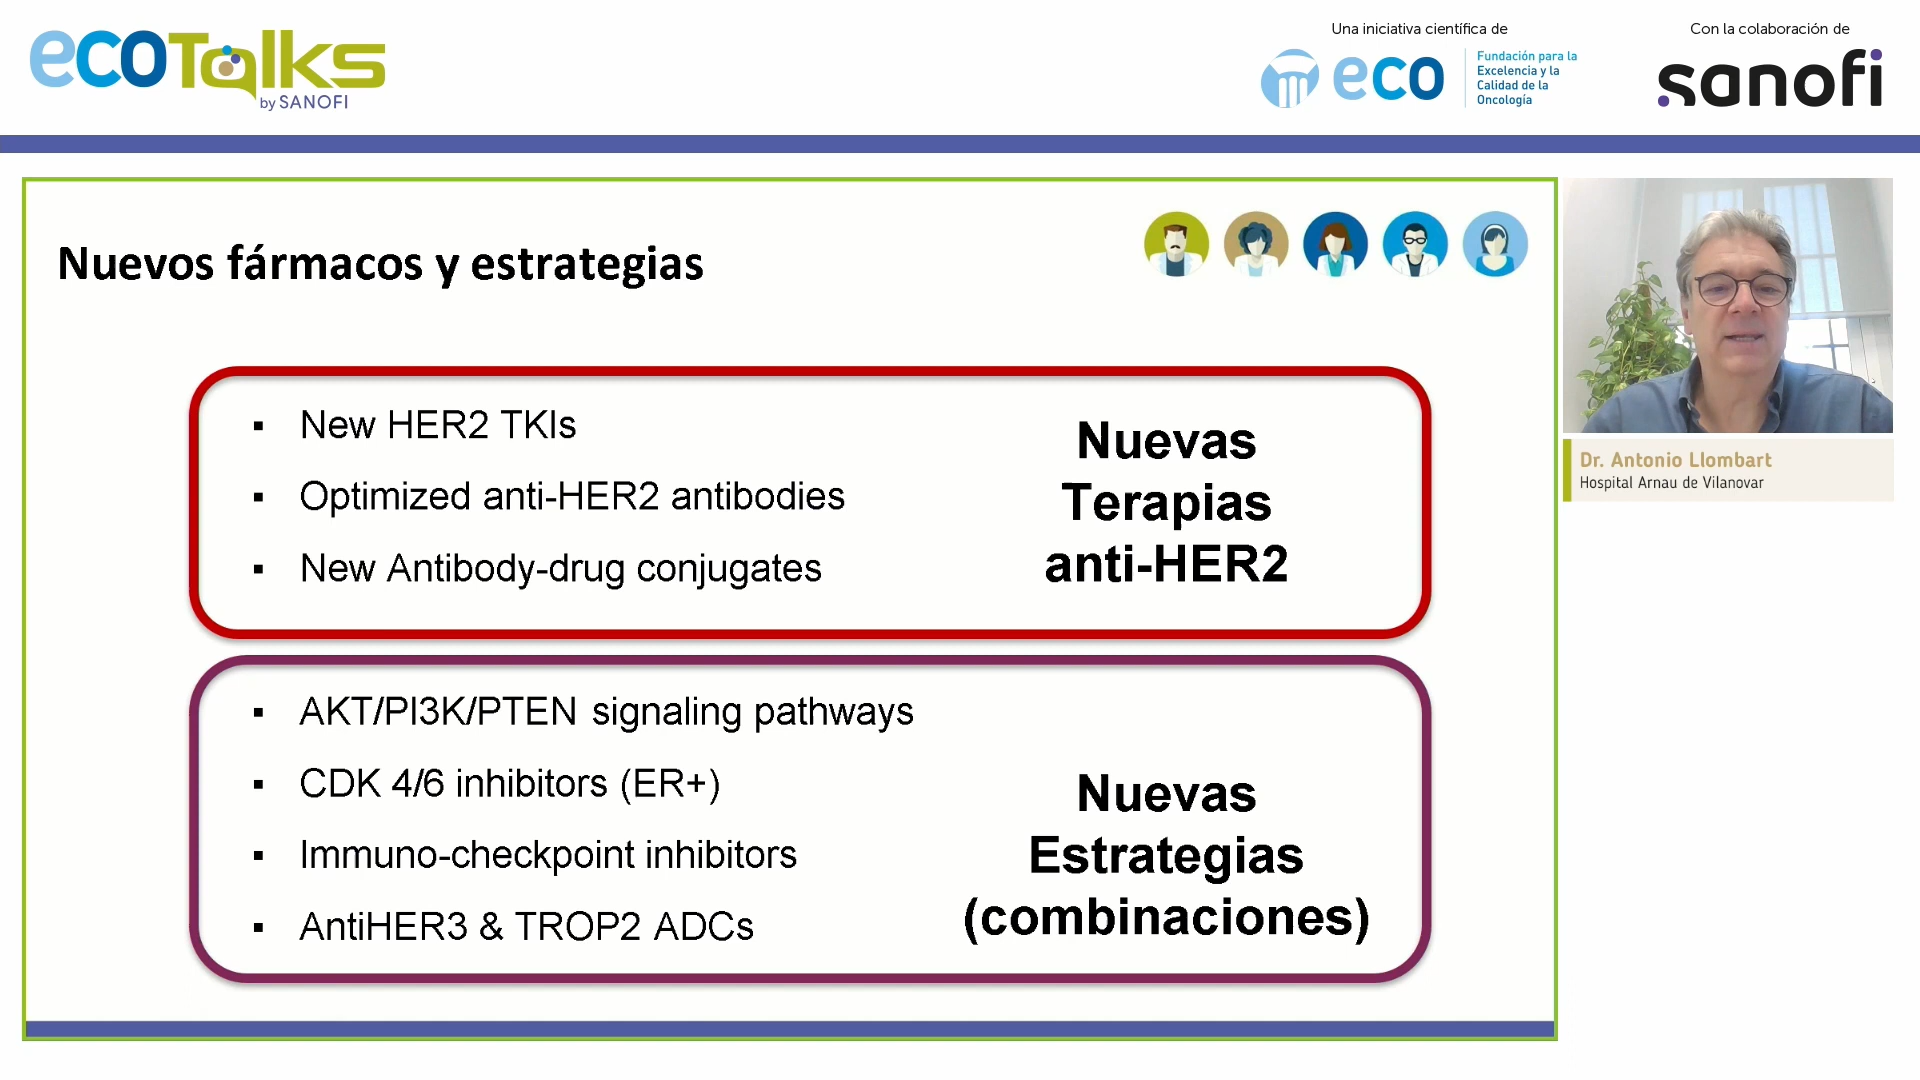 ecoTalks
by SANOFI
Una iniciativa científica de
eco
Fundación para la
Excelencia y la
Calidad de la
Oncología
Con la colaboración de
sanofi
Nuevos fármacos y estrategias
▪ New HER2 TKIs
▪ Optimized anti-HER2 antibodies
▪ New Antibody-drug conjugates
Nuevas
Terapias
anti-HER2
▪ AKT/PI3K/PTEN signaling pathways
▪ CDK 4/6 inhibitors (ER+)
▪ Immuno-checkpoint inhibitors
▪ AntiHER3 & TROP2 ADCs
Nuevas
Estrategias
(combinaciones)
Dr. Antonio Llombart
Hospital Arnau de Vilanovar